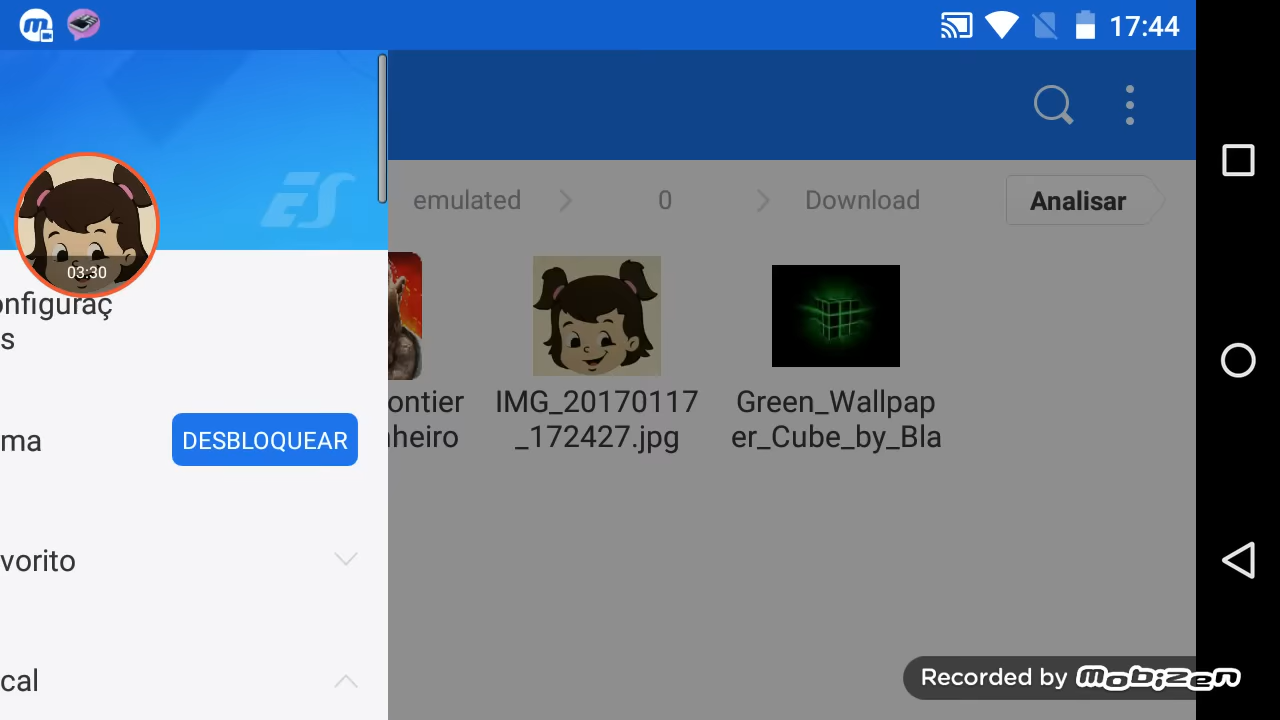 17:44
ES
emulated
0
Download
Analisar
03:30
onfiguraç
s
ontier
nheiro
IMG_20170117
_172427.jpg
Green_Wallpap
er_Cube_by_Bla
ma
DESBLOQUEAR
vorito
cal
Recorded by mobizen